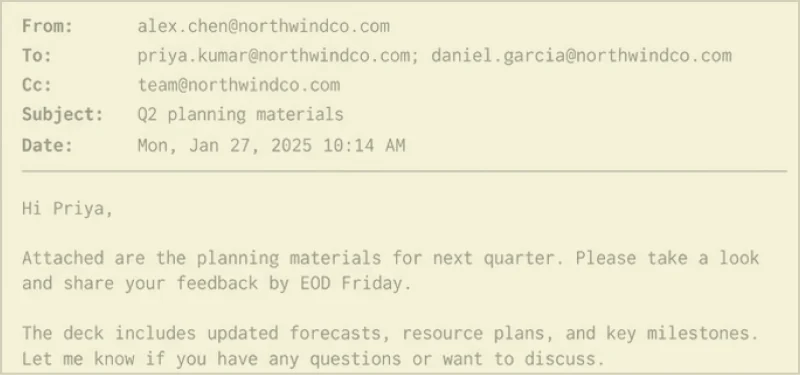 From: alex.chen@northwindco.com
To: priya.kumar@northwindco.com; daniel.garcia@northwindco.com
Cc: team@northwindco.com
Subject: Q2 planning materials
Date: Mon, Jan 27, 2025 10:14 AM
Hi Priya,
Attached are the planning materials for next quarter. Please take a look
and share your feedback by EOD Friday.
The deck includes updated forecasts, resource plans, and key milestones.
Let me know if you have any questions or want to discuss.